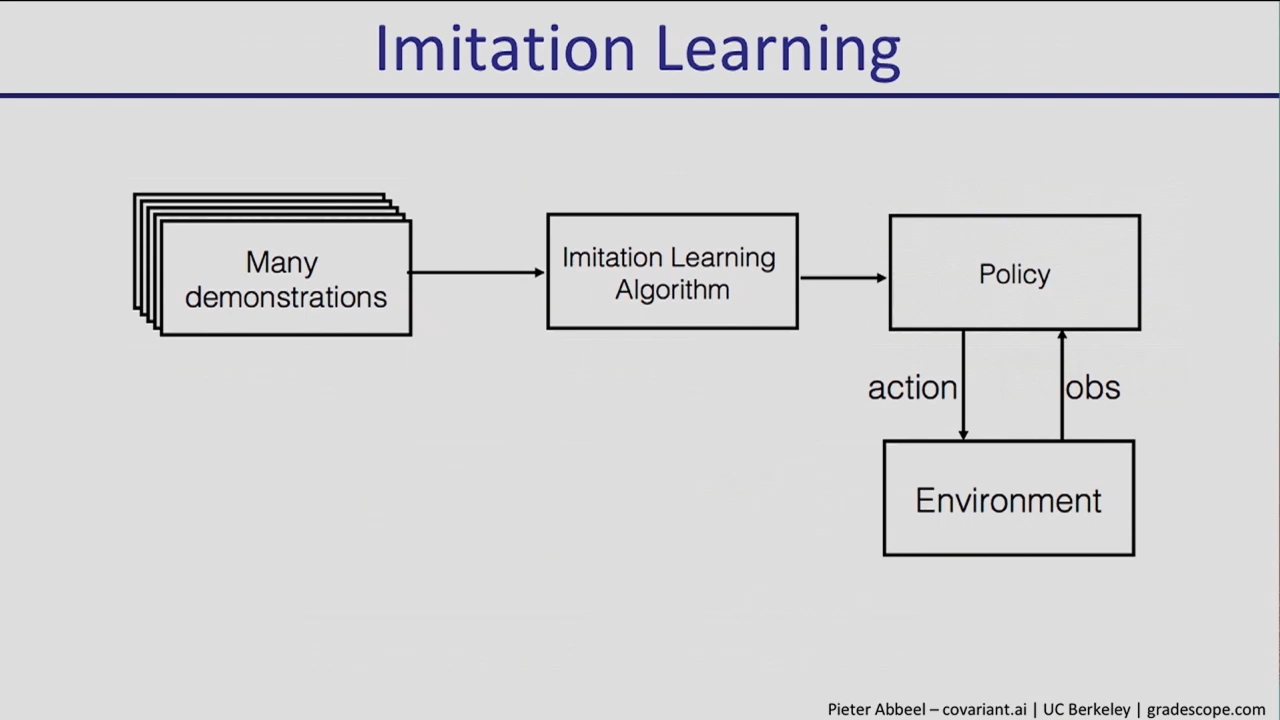 Imitation Learning
Many
demonstrations
Imitation Learning
Algorithm
Policy
action
obs
Environment
Pieter Abbeel – covariant.ai | UC Berkeley | gradescope.com